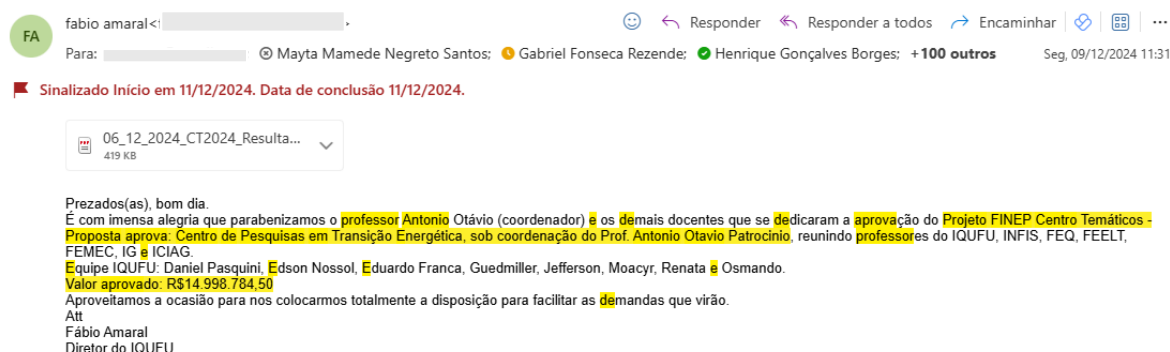 FA
fabio amaral<
Responder
Responder a todos
Encaminhar
Para:
Mayta Mamede Negreto Santos; Gabriel Fonseca Rezende; Henrique Gonçalves Borges; +100 outros
Seg, 09/12/2024 11:31
Sinalizado Início em 11/12/2024. Data de conclusão 11/12/2024.
06_12_2024_CT2024_Resulta...
419 KB
Prezados(as), bom dia.
É com imensa alegria que parabenizamos o professor Antonio Otávio (coordenador) e os demais docentes que se dedicaram a aprovação do Projeto FINEP Centro Temáticos -
Proposta aprova: Centro de Pesquisas em Transição Energética, sob coordenação do Prof. Antonio Otavio Patrocinio, reunindo professores do IQUFU, INFIS, FEQ, FEELT,
FEMEC, IG e ICIAG.
Equipe IQUFU: Daniel Pasquini, Edson Nossol, Eduardo Franca, Guedmiller, Jefferson, Moacyr, Renata e Osmando.
Valor aprovado: R$14.998.784,50
Aproveitamos a ocasião para nos colocarmos totalmente a disposição para facilitar as demandas que virão.
Att
Fábio Amaral
Diretor do IQUFU